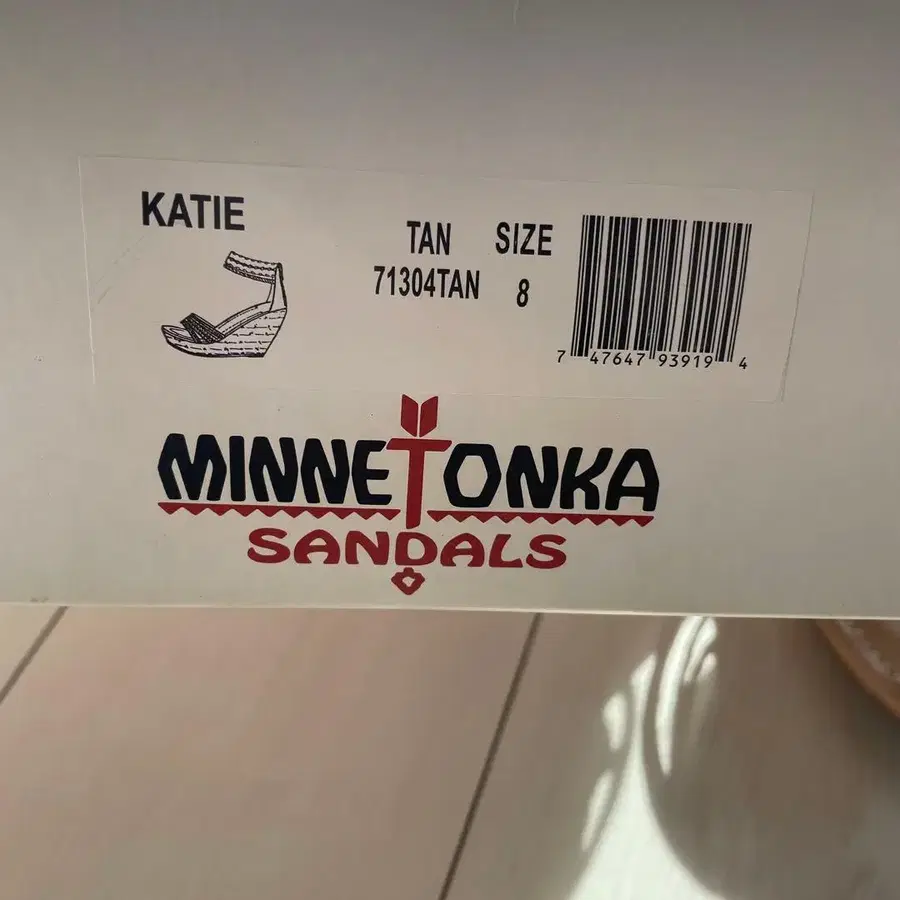 KATIE
TAN SIZE
71304TAN 8
7 47647 93919 4
MINNETONKA
SANDALS